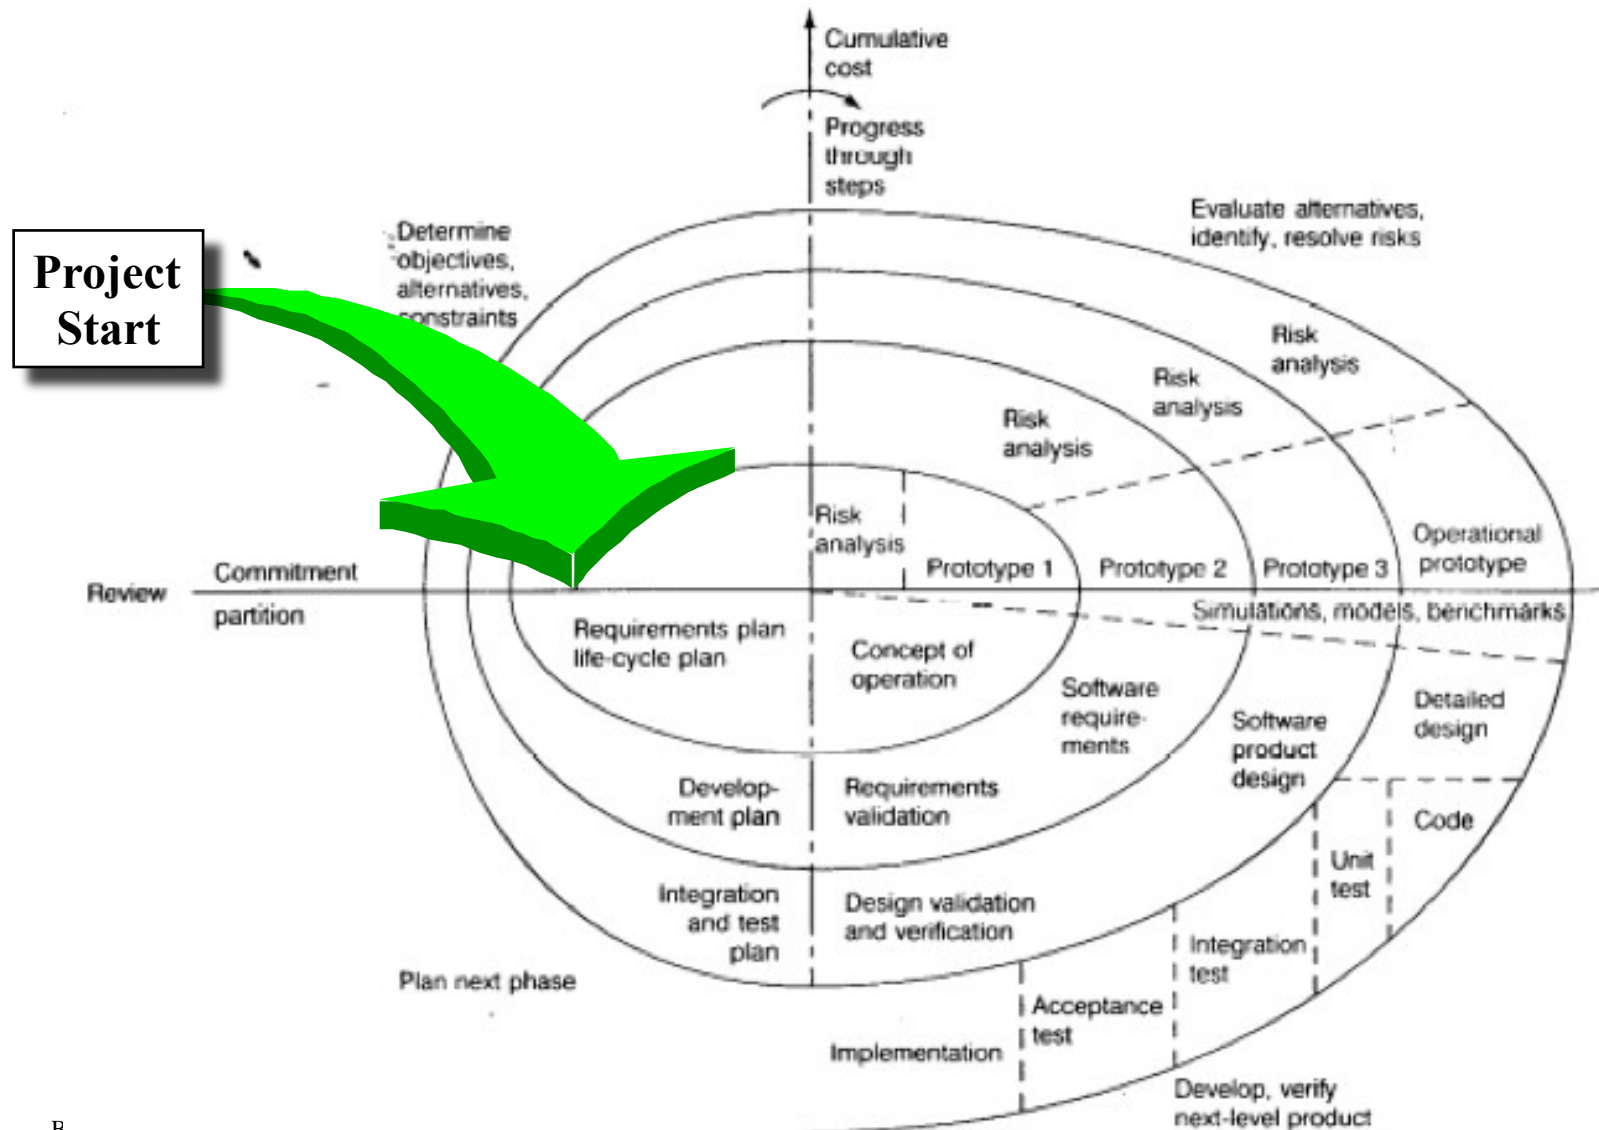 Cumulative
cost
Progress
through
steps
Evaluate alternatives,
identify, resolve risks
Determine
objectives,
alternatives,
constraints
Project
Start
Risk
analysis
Risk
analysis
Risk
analysis
Risk
analysis
Operational
prototype
Prototype 1
Prototype 2
Prototype 3
Review
Commitment
partition
Simulations, models, benchmarks
Requirements plan
life-cycle plan
Concept of
operation
Software
require-
ments
Software
product
design
Detailed
design
Develop-
ment plan
Requirements
validation
Code
Unit
test
Integration
and test
plan
Design validation
and verification
Integration
test
Plan next phase
Acceptance
test
Implementation
Develop, verify
next-level product